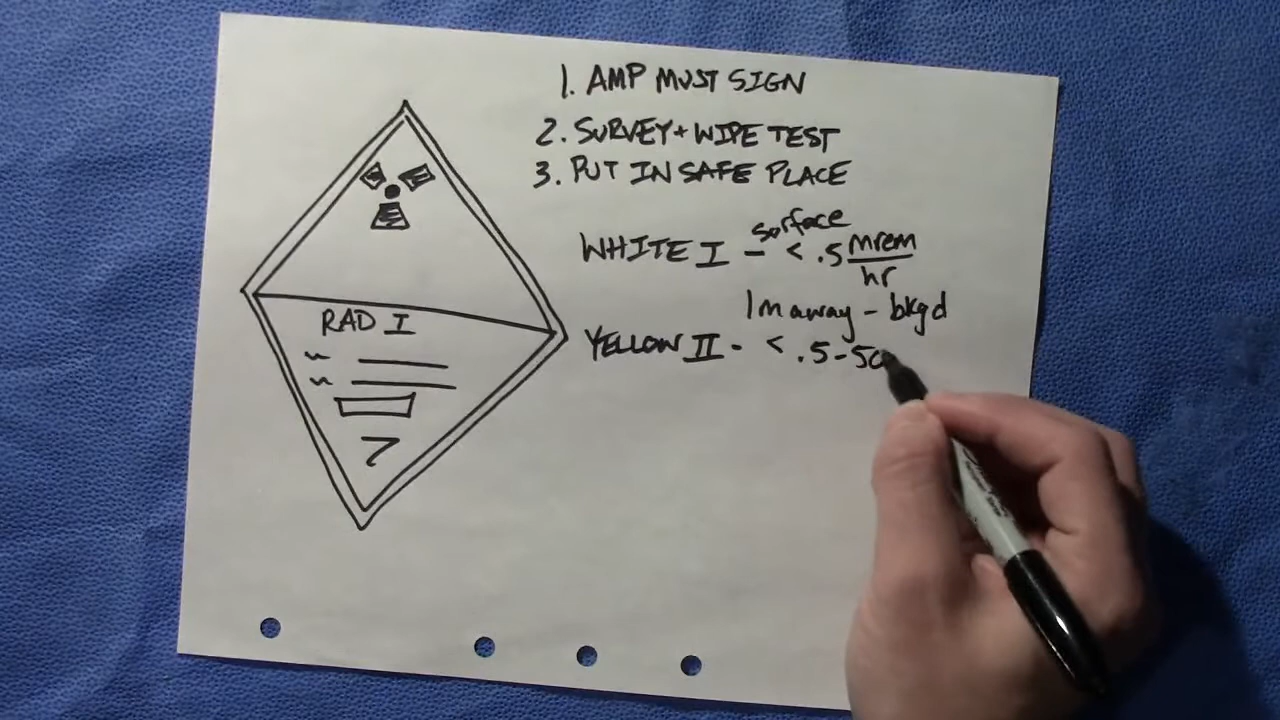 1. AMP MUST SIGN
2. SURVEY + WIPE TEST
3. PUT IN SAFE PLACE
WHITE I - surface < .5 mrem/hr
1m away - bkgd
YELLOW II - < .5-50
RAD I
7